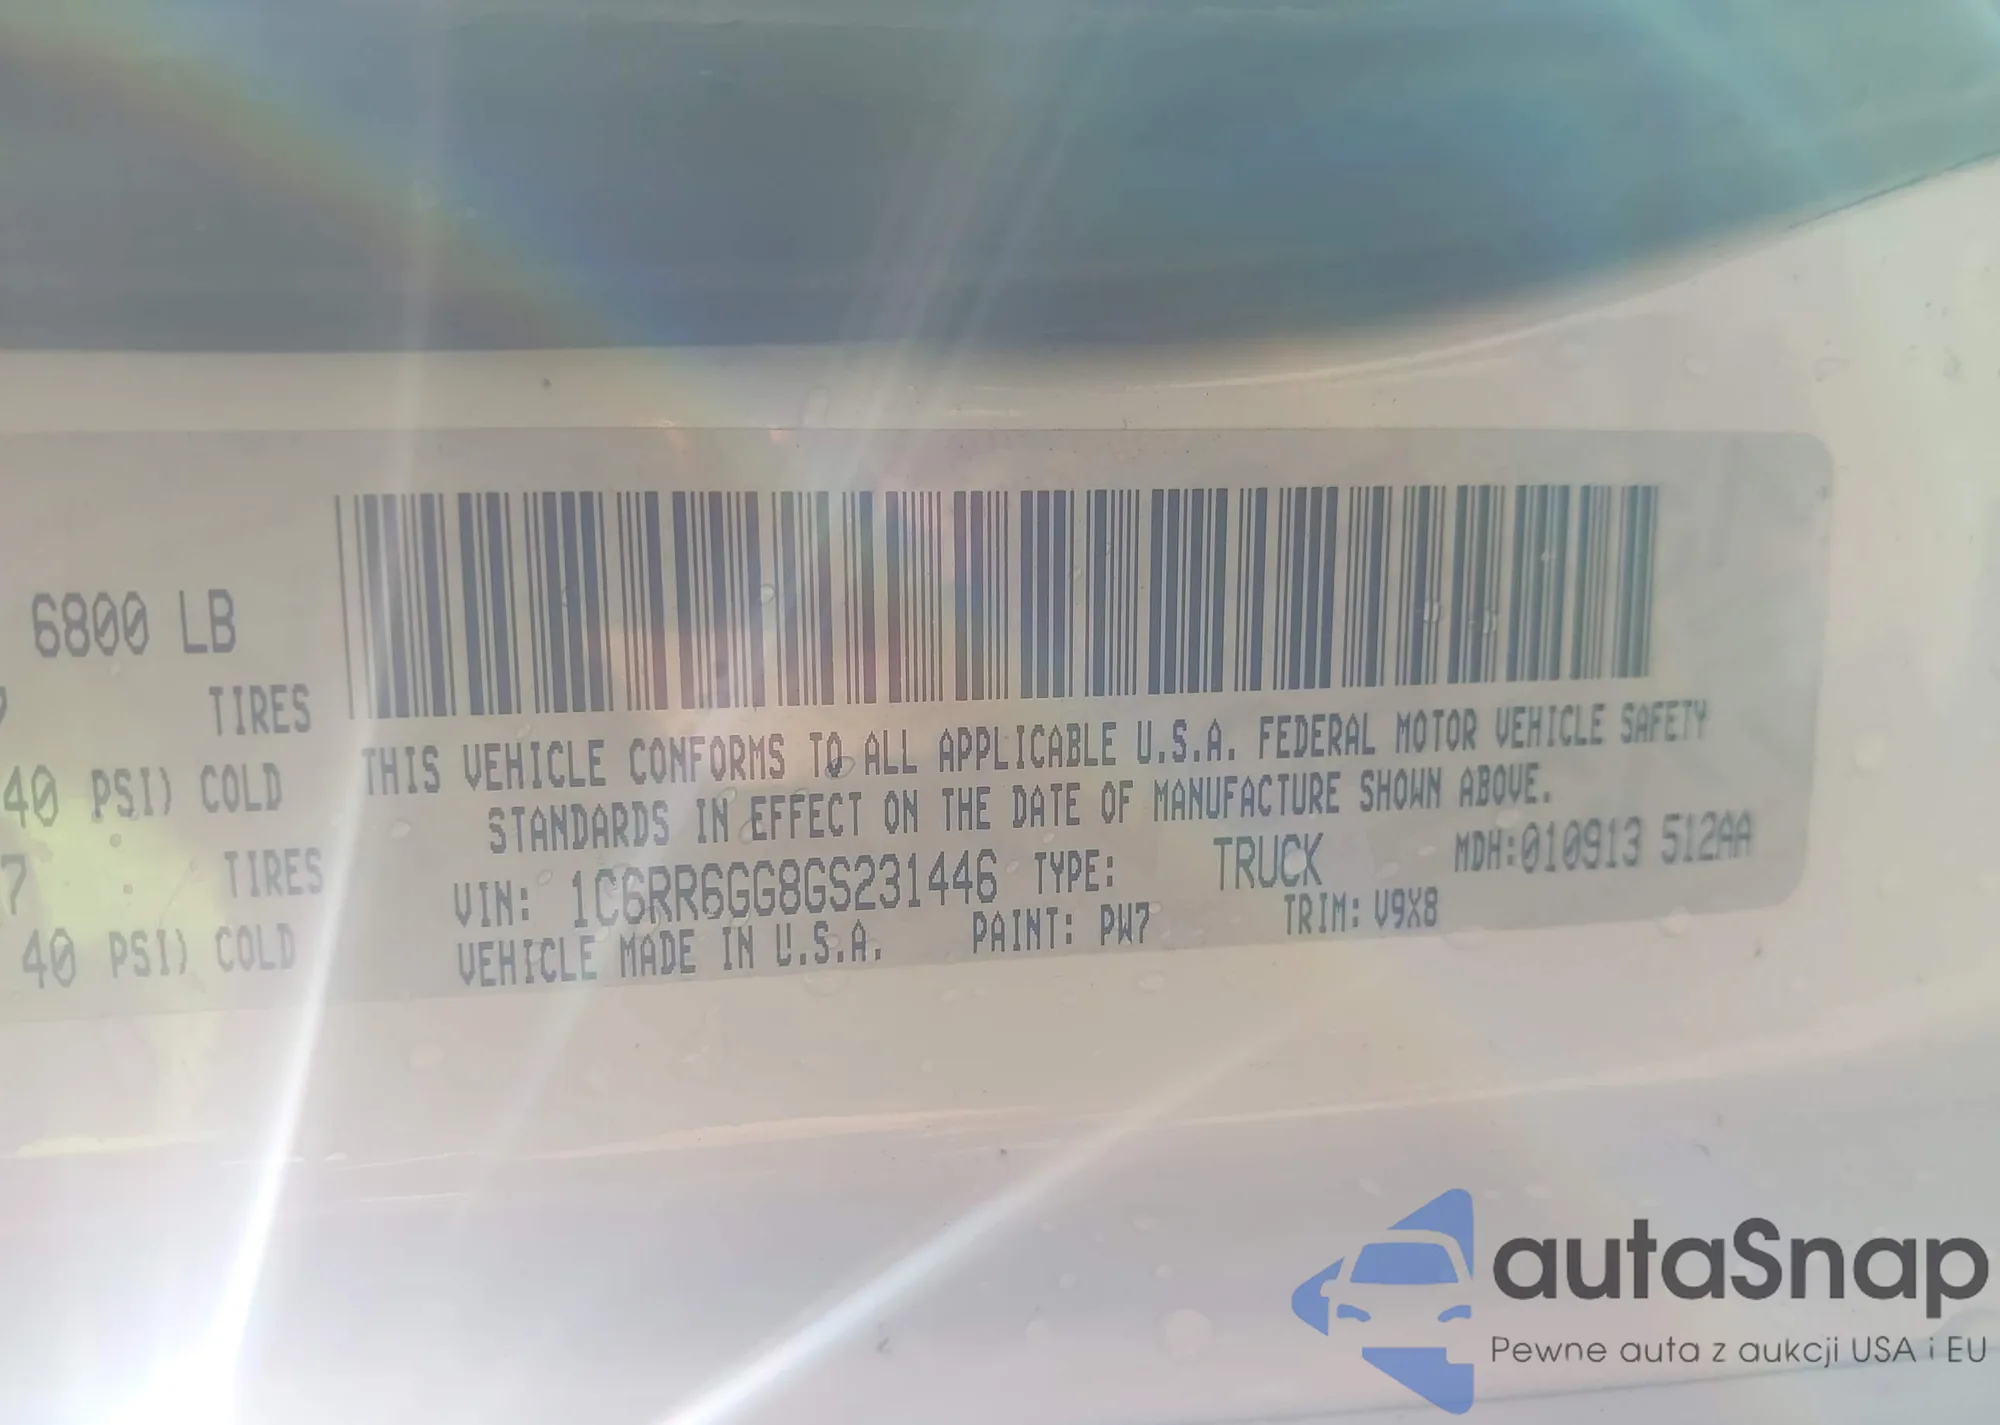 6800 LB
TIRES
THIS VEHICLE CONFORMS TO ALL APPLICABLE U.S.A. FEDERAL MOTOR VEHICLE SAFETY
40 PSI) COLD
STANDARDS IN EFFECT ON THE DATE OF MANUFACTURE SHOWN ABOVE.
7 TIRES
VIN: 1C6RR6GG8GS231446 TYPE: TRUCK MDH:010913 512AA
40 PSI) COLD
VEHICLE MADE IN U.S.A. PAINT: PW7 TRIM: V9X8
autaSnap
Pewne auta z aukcji USA i EU